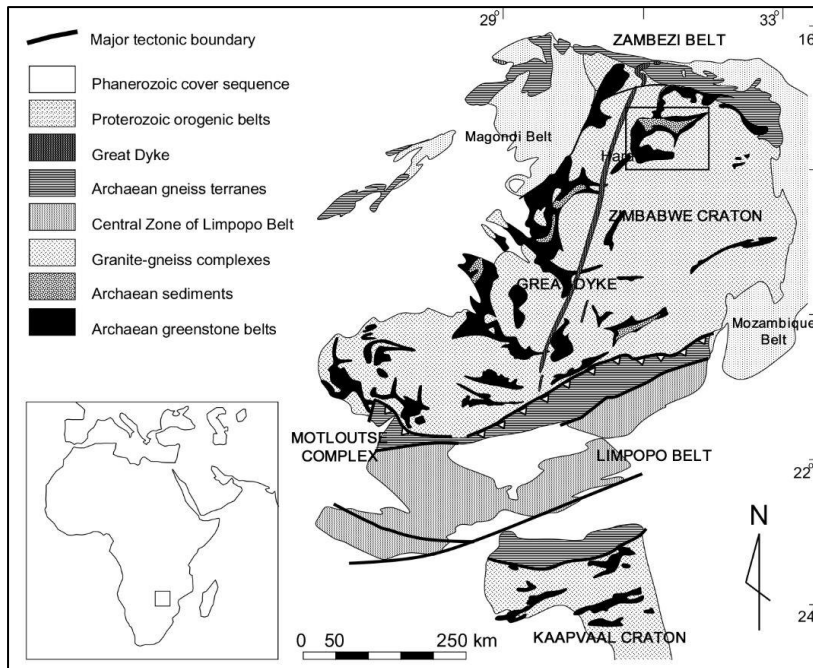 Major tectonic boundary
Phanerozoic cover sequence
Proterozoic orogenic belts
Great Dyke
Archaean gneiss terranes
Central Zone of Limpopo Belt
Granite-gneiss complexes
Archaean sediments
Archaean greenstone belts
29°
33°
16
ZAMBEZI BELT
Magondi Belt
ZIMBABWE CRATON
GREAT DYKE
Mozambique
Belt
MOTLOUTSE
COMPLEX
LIMPOPO BELT
22°
N
24
0 50 250 km
KAAPVAAL CRATON